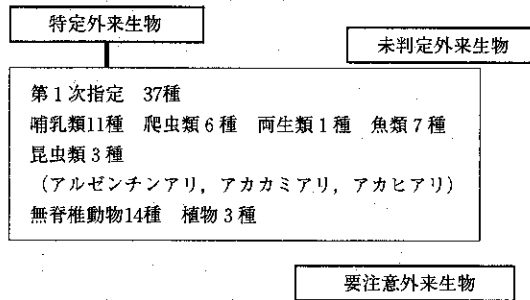 特定外来生物
未判定外来生物
第1次指定 37種
哺乳類11種 爬虫類6種 両生類1種 魚類7種
昆虫類3種
(アルゼンチンアリ,アカカミアリ,アカヒアリ)
無脊椎動物14種 植物3種
要注意外来生物